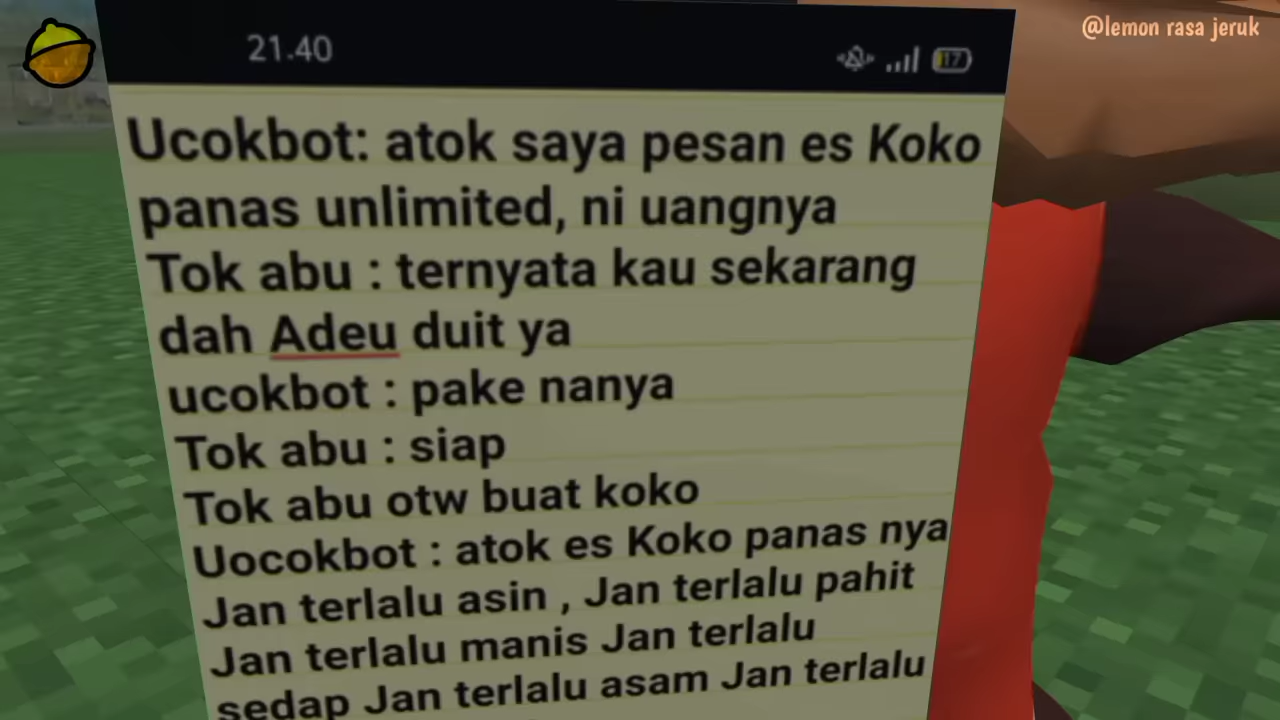 @lemon rasa jeruk
21.40
17
Ucokbot: atok saya pesan es Koko
panas unlimited, ni uangnya
Tok abu : ternyata kau sekarang
dah Adeu duit ya
ucokbot : pake nanya
Tok abu : siap
Tok abu otw buat koko
Uocokbot : atok es Koko panas nya
Jan terlalu asin , Jan terlalu pahit
Jan terlalu manis Jan terlalu
sedap Jan terlalu asam Jan terlalu